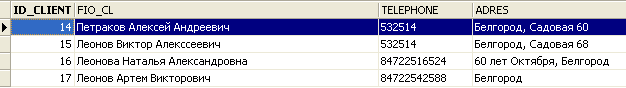 ID_CLIENT FIO_CL TELEPHONE ADRES
14 Петраков Алексей Андреевич 532514 Белгород, Садовая 60
15 Леонов Виктор Алекссеевич 532514 Белгород, Садовая 68
16 Леонова Наталья Александровна 84722516524 60 лет Октября, Белгород
17 Леонов Артем Викторович 84722542588 Белгород